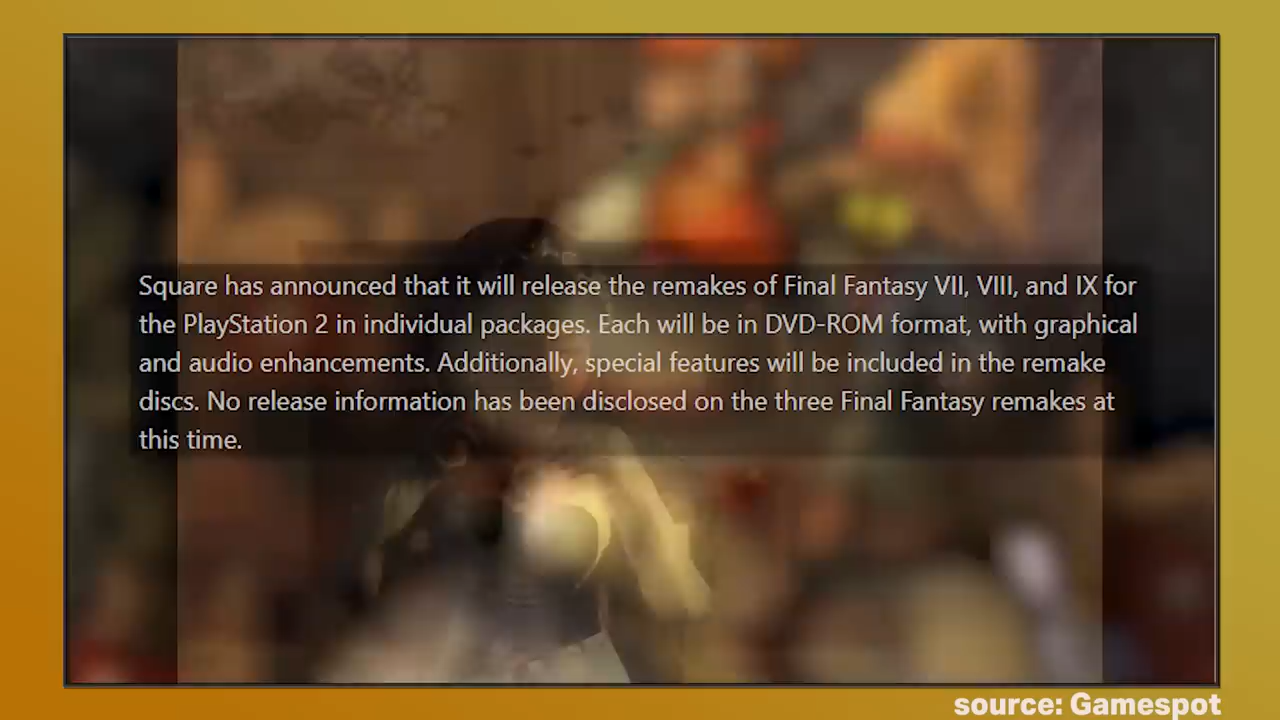 Square has announced that it will release the remakes of Final Fantasy VII, VIII, and IX for
the PlayStation 2 in individual packages. Each will be in DVD-ROM format, with graphical
and audio enhancements. Additionally, special features will be included in the remake
discs. No release information has been disclosed on the three Final Fantasy remakes at
this time.
source: Gamespot